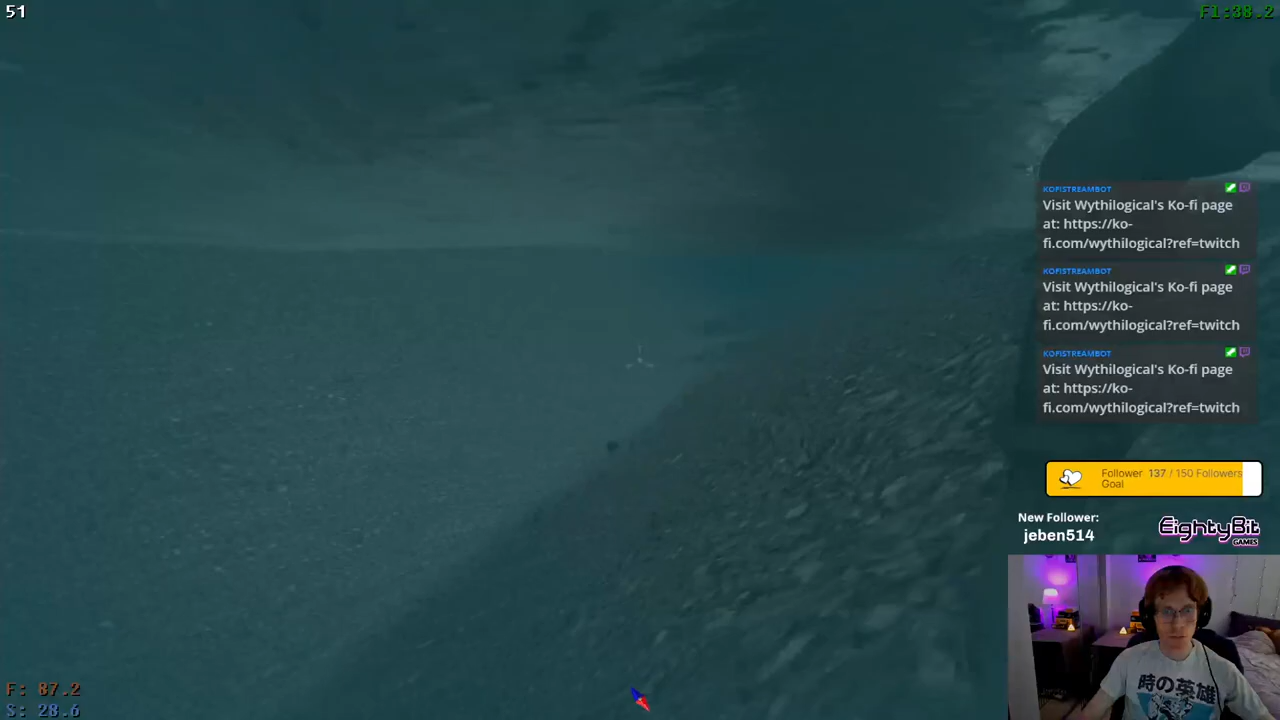 51
F1:38.2
KOFISTREAMBOT
Visit Wythilogical's Ko-fi page
at: https://ko-
fi.com/wythilogical?ref=twitch
KOFISTREAMBOT
Visit Wythilogical's Ko-fi page
at: https://ko-
fi.com/wythilogical?ref=twitch
KOFISTREAMBOT
Visit Wythilogical's Ko-fi page
at: https://ko-
fi.com/wythilogical?ref=twitch
Follower 137 / 150 Followers
Goal
New Follower:
jeben514
EightyBit
GAMES
時の英雄
F: 87.2
S: 28.6